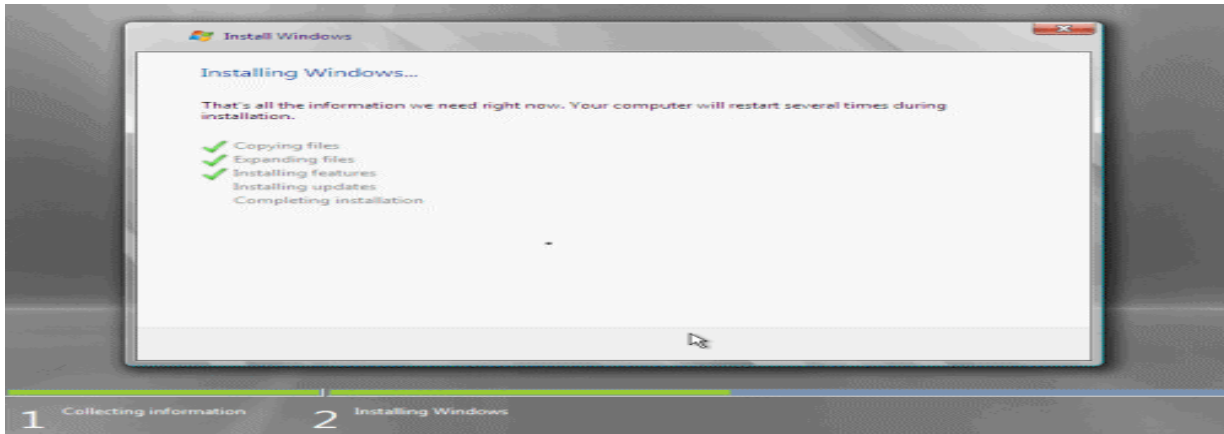 Install Windows
Installing Windows...
That's all the information we need right now. Your computer will restart several times during
installation.
Copying files
Expanding files
Installing features
Installing updates
Completing installation
1 Collecting information 2 Installing Windows